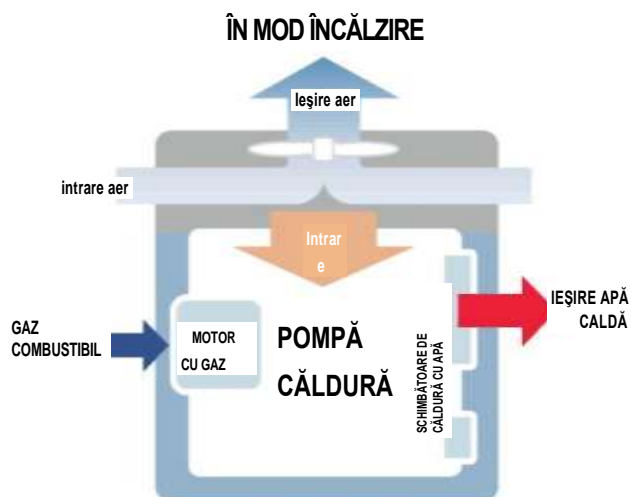 ÎN MOD ÎNCĂLZIRE
Ieşire aer
intrare aer
Intrar
e
IEŞIRE APĂ
CALDĂ
GAZ
COMBUSTIBIL
MOTOR
CU GAZ
POMPĂ
CĂLDURĂ
SCHIMBĂTOARE DE
CĂLDURĂ CU APĂ